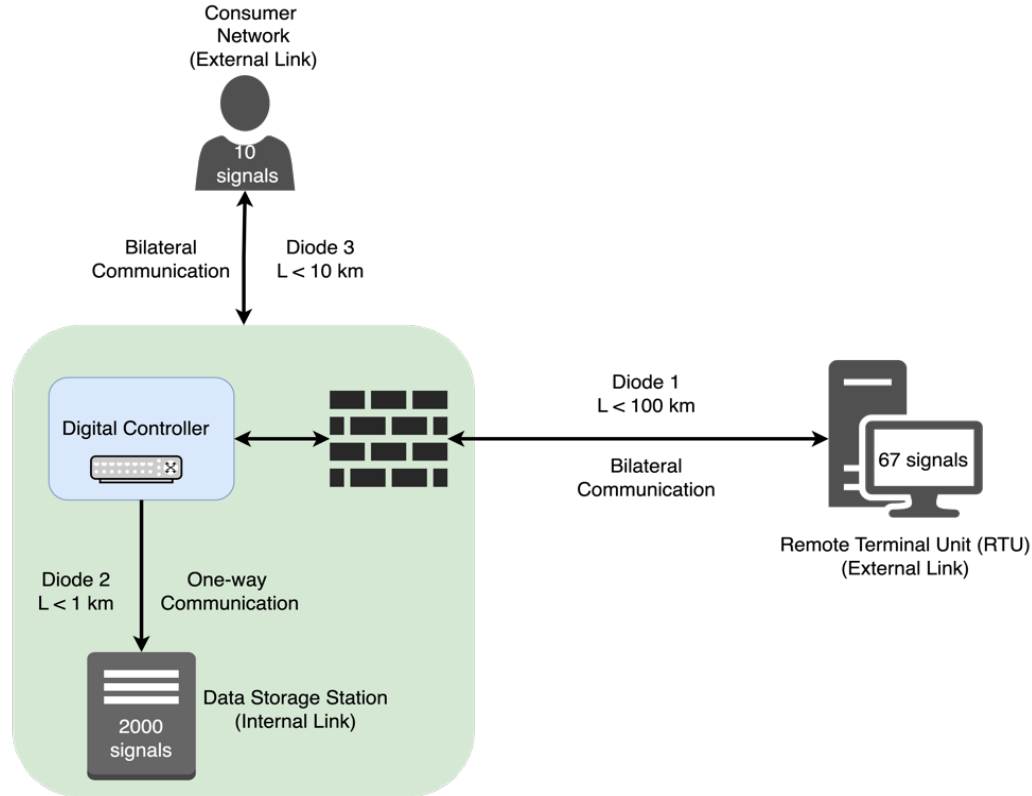 Consumer
Network
(External Link)
10
signals
Bilateral
Communication
Diode 3
L < 10 km
Digital Controller
Diode 1
L < 100 km
Bilateral
Communication
67 signals
Remote Terminal Unit (RTU)
(External Link)
Diode 2
L < 1 km
One-way
Communication
Data Storage Station
(Internal Link)
2000
signals